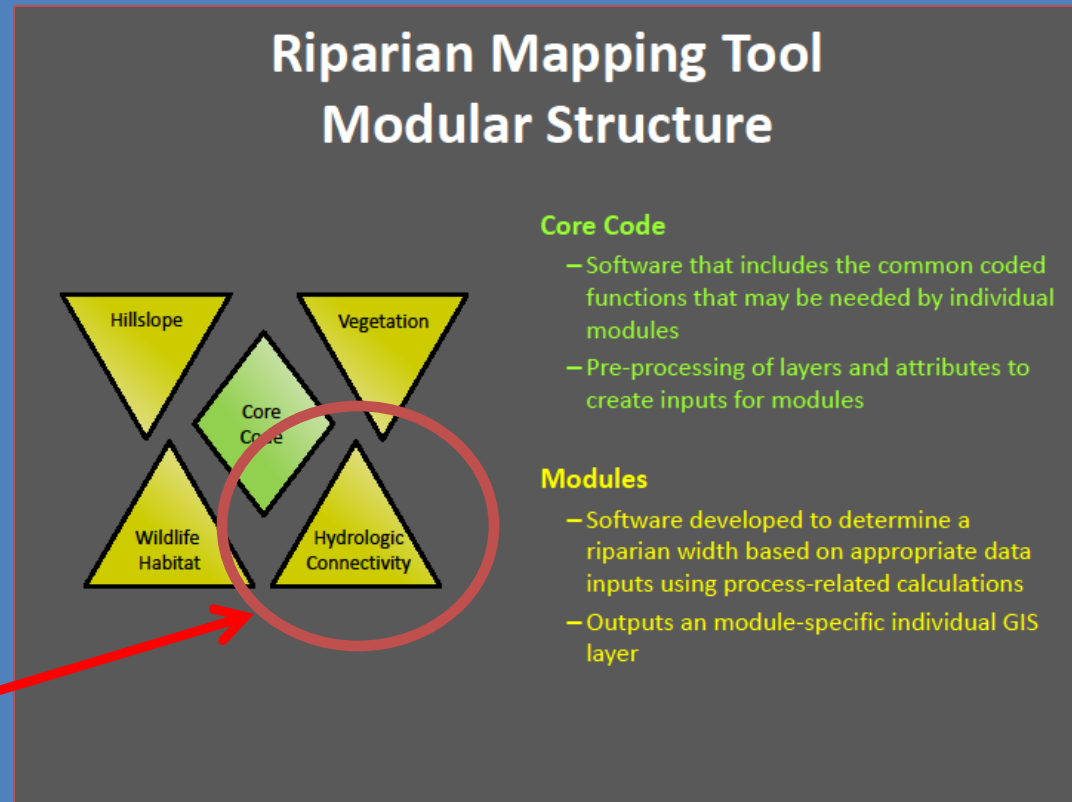 Riparian Mapping Tool
Modular Structure
Hillslope
Vegetation
Core
Code
Wildlife
Habitat
Hydrologic
Connectivity
Core Code
– Software that includes the common coded
functions that may be needed by individual
modules
– Pre-processing of layers and attributes to
create inputs for modules
Modules
– Software developed to determine a
riparian width based on appropriate data
inputs using process-related calculations
– Outputs an module-specific individual GIS
layer